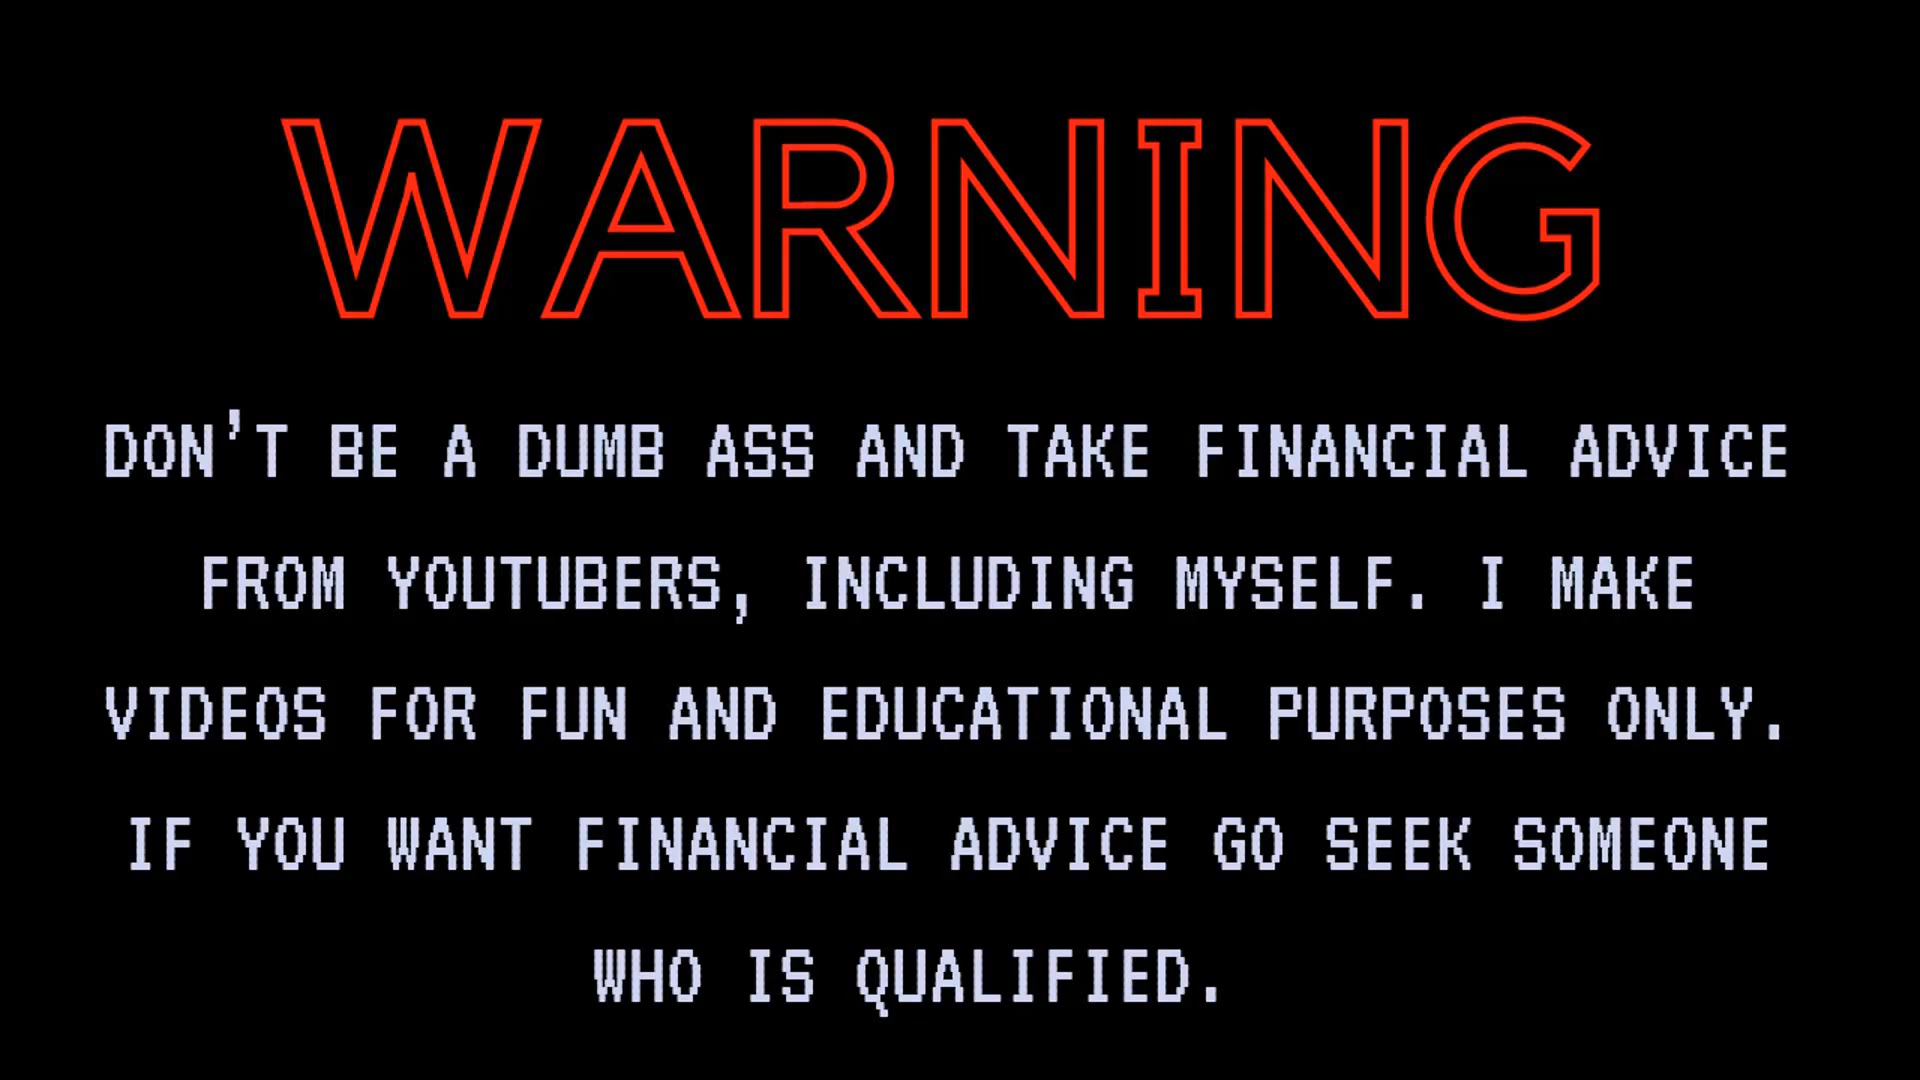 WARNING
DON'T BE A DUMB ASS AND TAKE FINANCIAL ADVICE
FROM YOUTUBERS, INCLUDING MYSELF. I MAKE
VIDEOS FOR FUN AND EDUCATIONAL PURPOSES ONLY.
IF YOU WANT FINANCIAL ADVICE GO SEEK SOMEONE
WHO IS QUALIFIED.